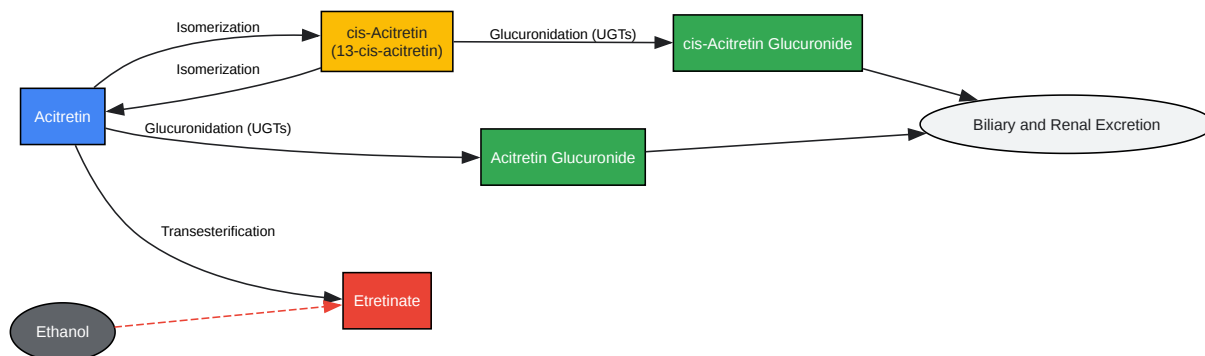 Isomerization
cis-Acitretin
(13-cis-acitretin)
Glucuronidation (UGTs)
cis-Acitretin Glucuronide
Isomerization
Acitretin
Glucuronidation (UGTs)
Acitretin Glucuronide
Biliary and Renal Excretion
Transesterification
Etretinate
Ethanol